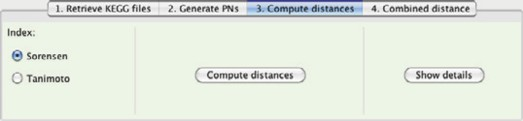 1. Retrieve KEGG files 2. Generate PNs 3. Compute distances 4. Combined distance
Index:
Sorensen
Tanimoto
Compute distances
Show details